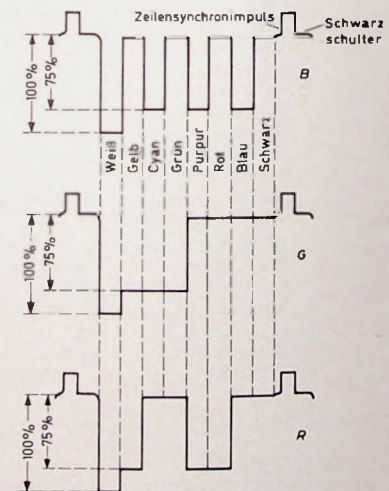 Zeilensynchronimpuls
Schwarz
schulter
100%
75%
B
Weiß
Gelb
Cyan
Grün
Purpur
Rot
Blau
Schwarz
100%
75%
G
100%
75%
R